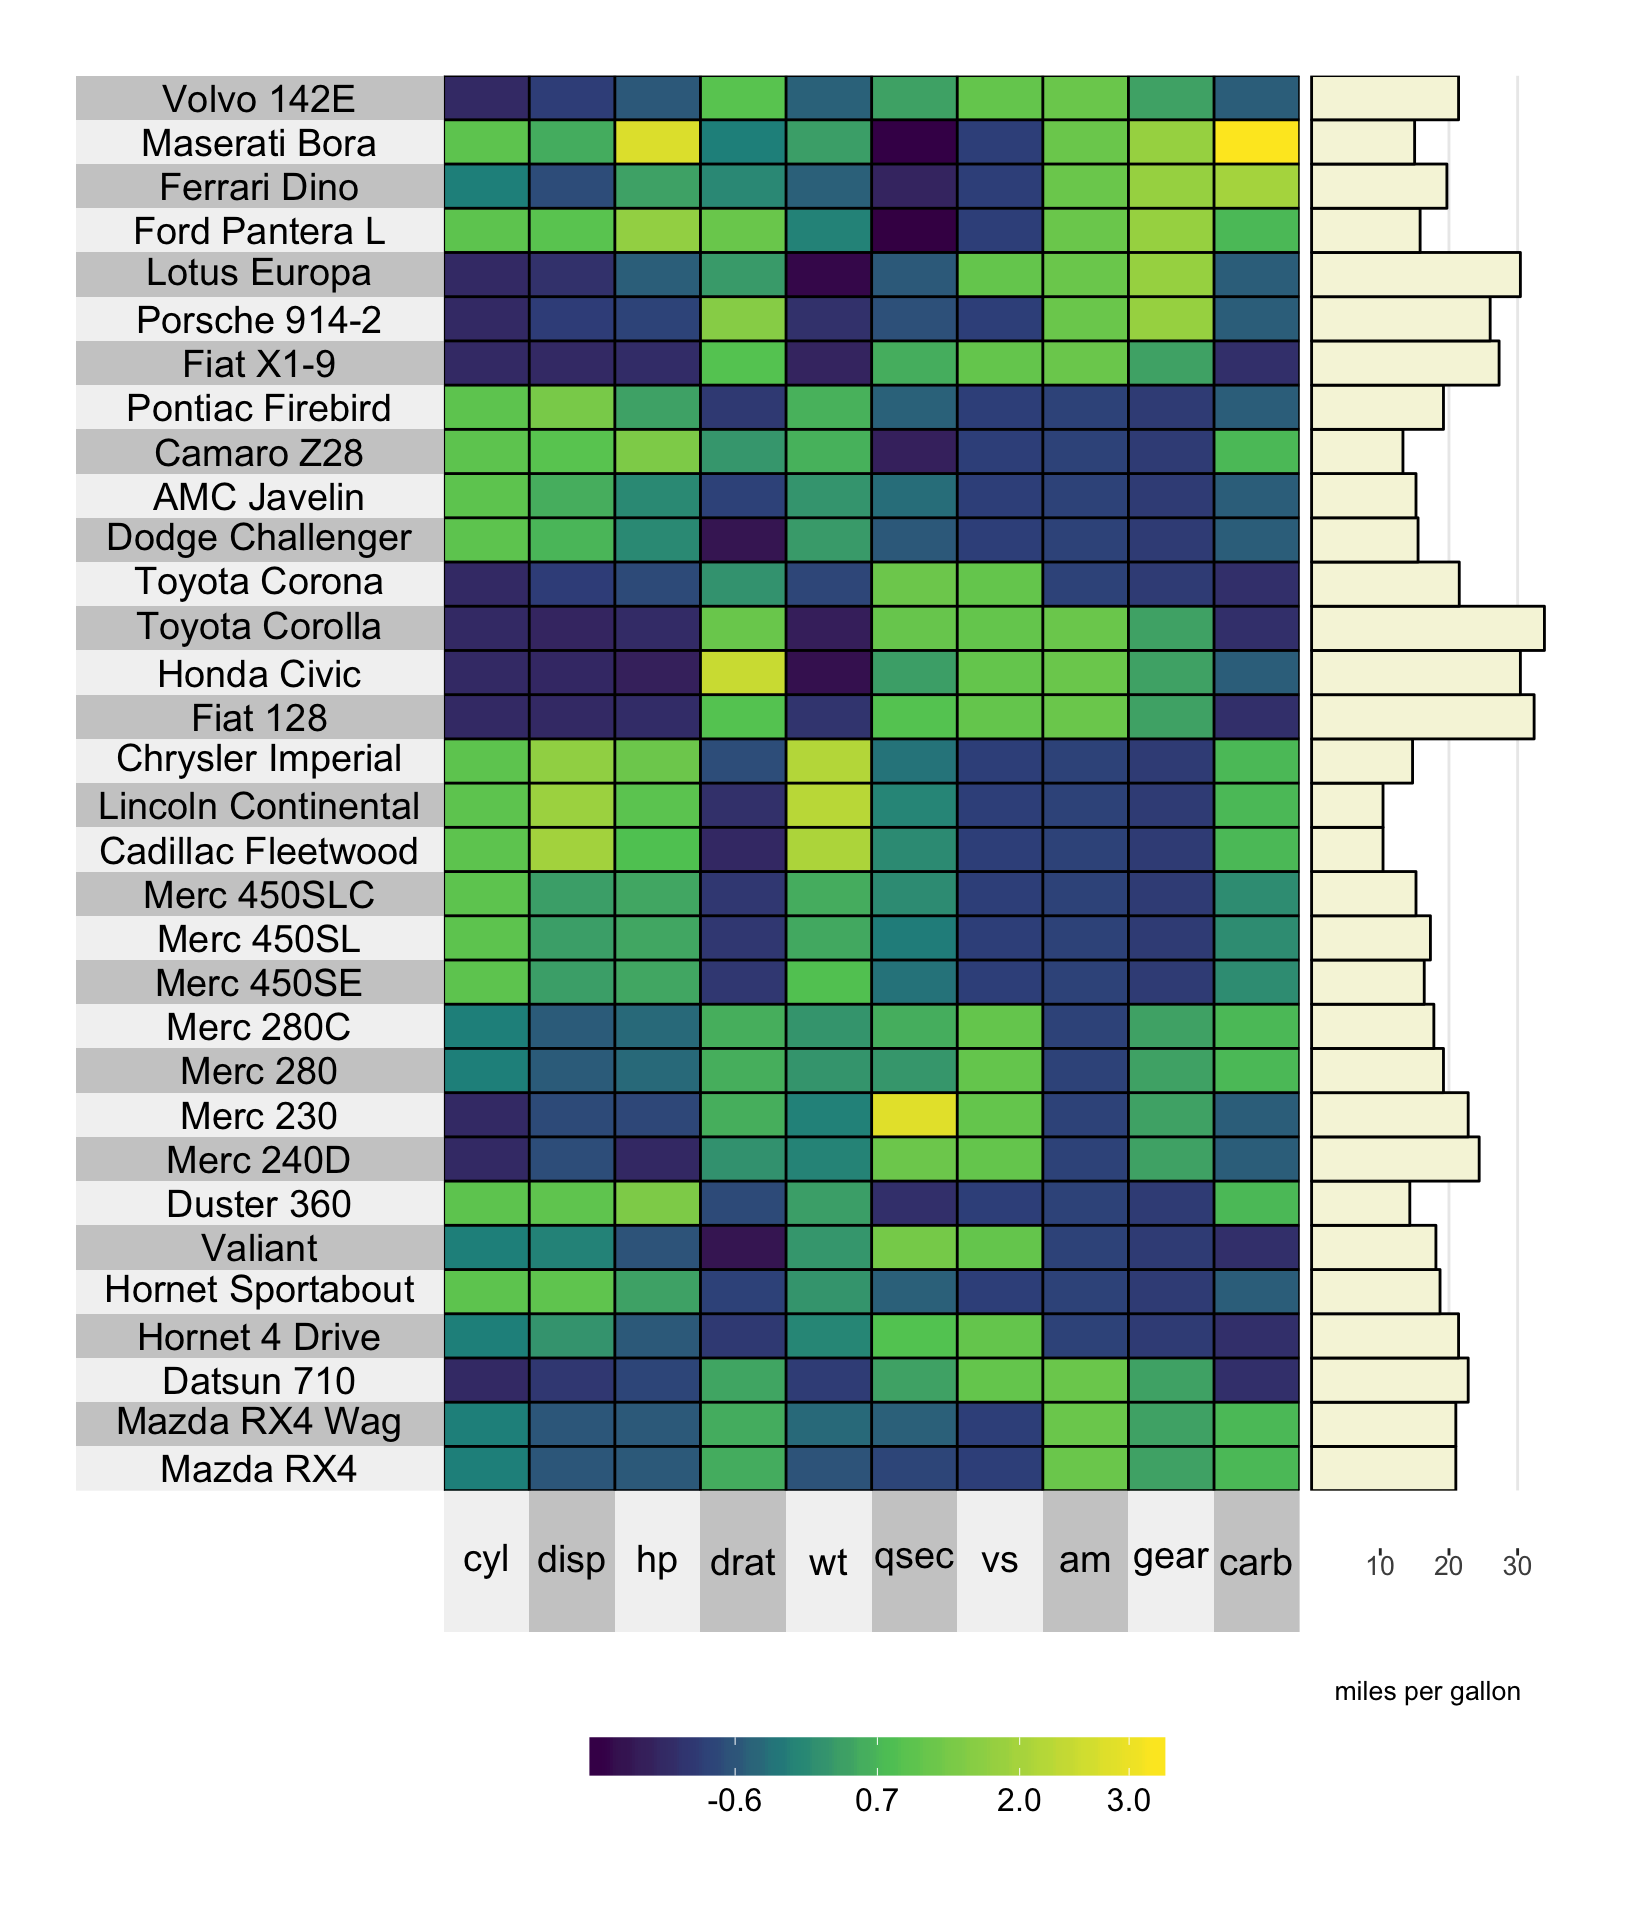 Volvo 142E
Maserati Bora
Ferrari Dino
Ford Pantera L
Lotus Europa
Porsche 914-2
Fiat X1-9
Pontiac Firebird
Camaro Z28
AMC Javelin
Dodge Challenger
Toyota Corona
Toyota Corolla
Honda Civic
Fiat 128
Chrysler Imperial
Lincoln Continental
Cadillac Fleetwood
Merc 450SLC
Merc 450SL
Merc 450SE
Merc 280C
Merc 280
Merc 230
Merc 240D
Duster 360
Valiant
Hornet Sportabout
Hornet 4 Drive
Datsun 710
Mazda RX4 Wag
Mazda RX4
cyl disp hp drat wt qsec vs am gear carb
10 20 30
miles per gallon
-0.6 0.7 2.0 3.0